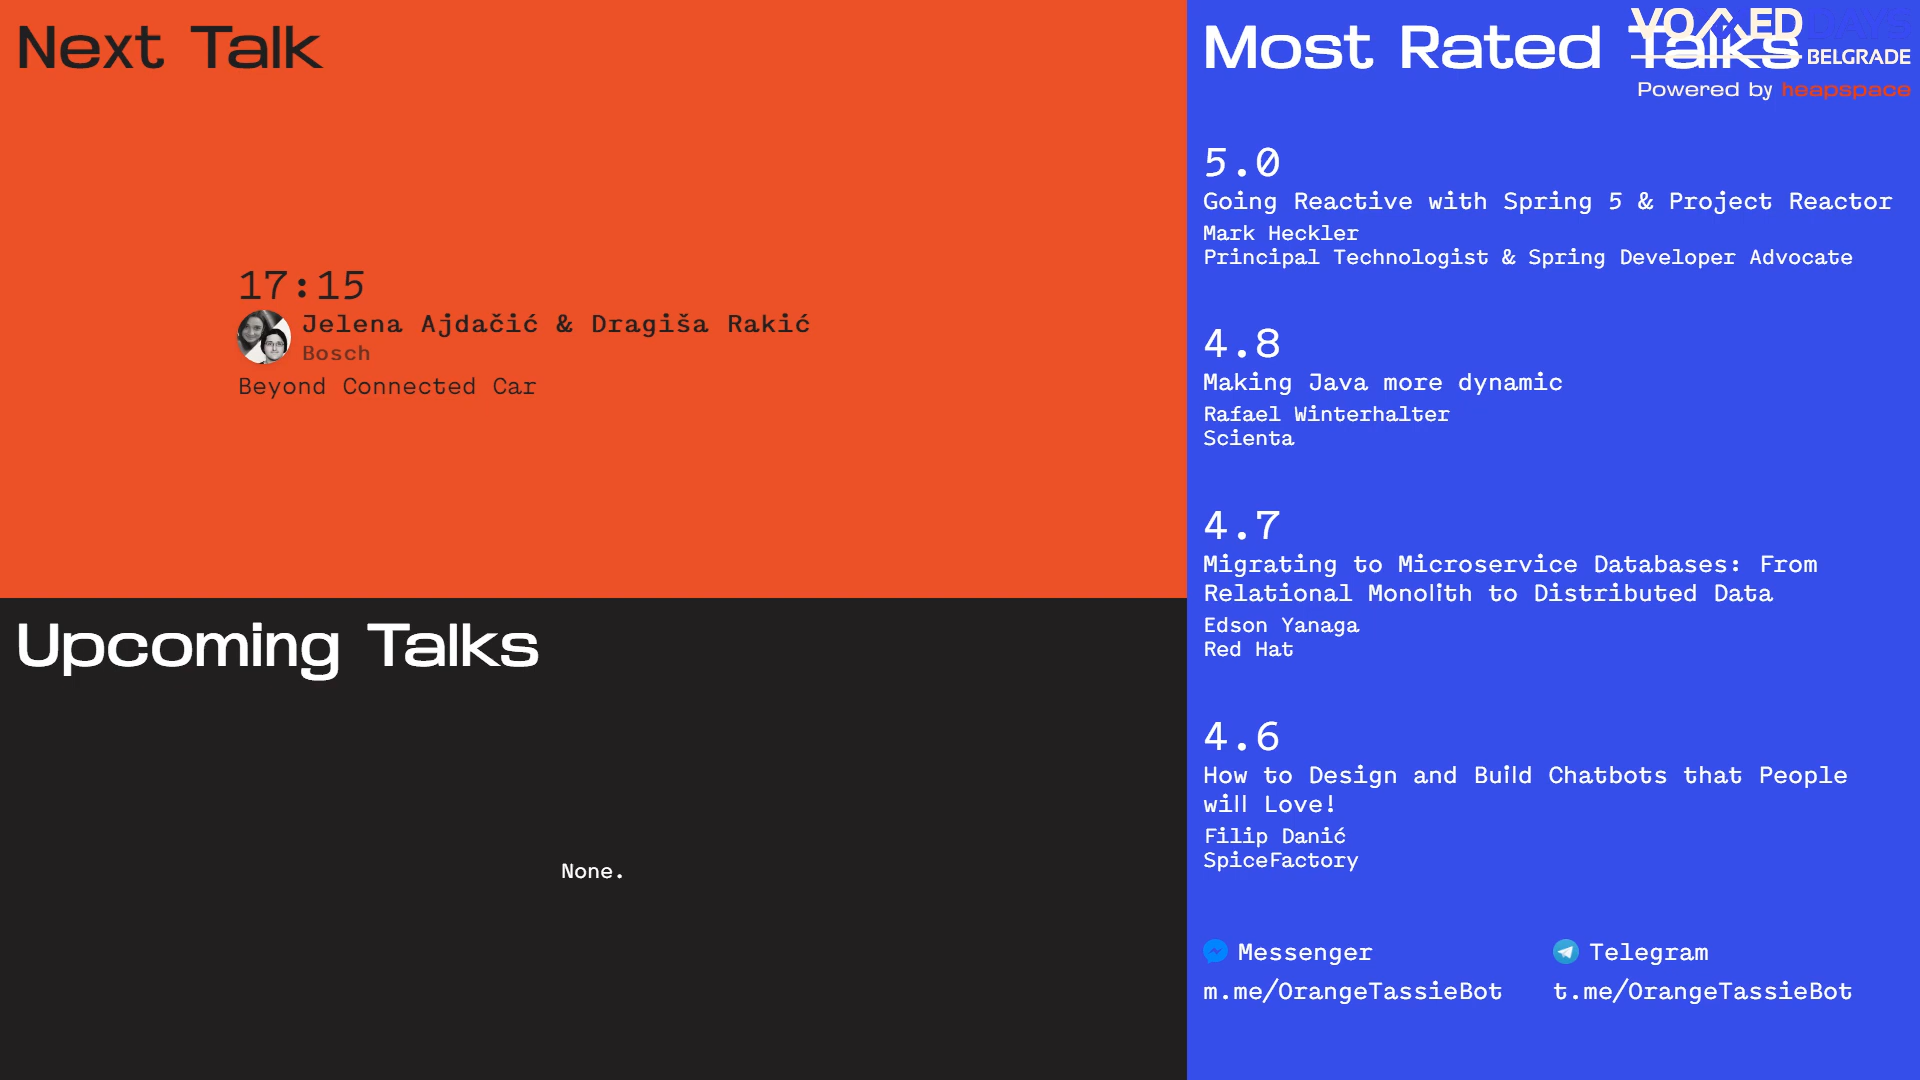 Next Talk
17:15
Jelena Ajdačić & Dragiša Rakić
Bosch
Beyond Connected Car
Upcoming Talks
None.
Most Rated Talks
VOXXED DAYS
BELGRADE
Powered by heapspace
5.0
Going Reactive with Spring 5 & Project Reactor
Mark Heckler
Principal Technologist & Spring Developer Advocate
4.8
Making Java more dynamic
Rafael Winterhalter
Scienta
4.7
Migrating to Microservice Databases: From
Relational Monolith to Distributed Data
Edson Yanaga
Red Hat
4.6
How to Design and Build Chatbots that People
will Love!
Filip Danić
SpiceFactory
Messenger
m.me/OrangeTassieBot
Telegram
t.me/OrangeTassieBot